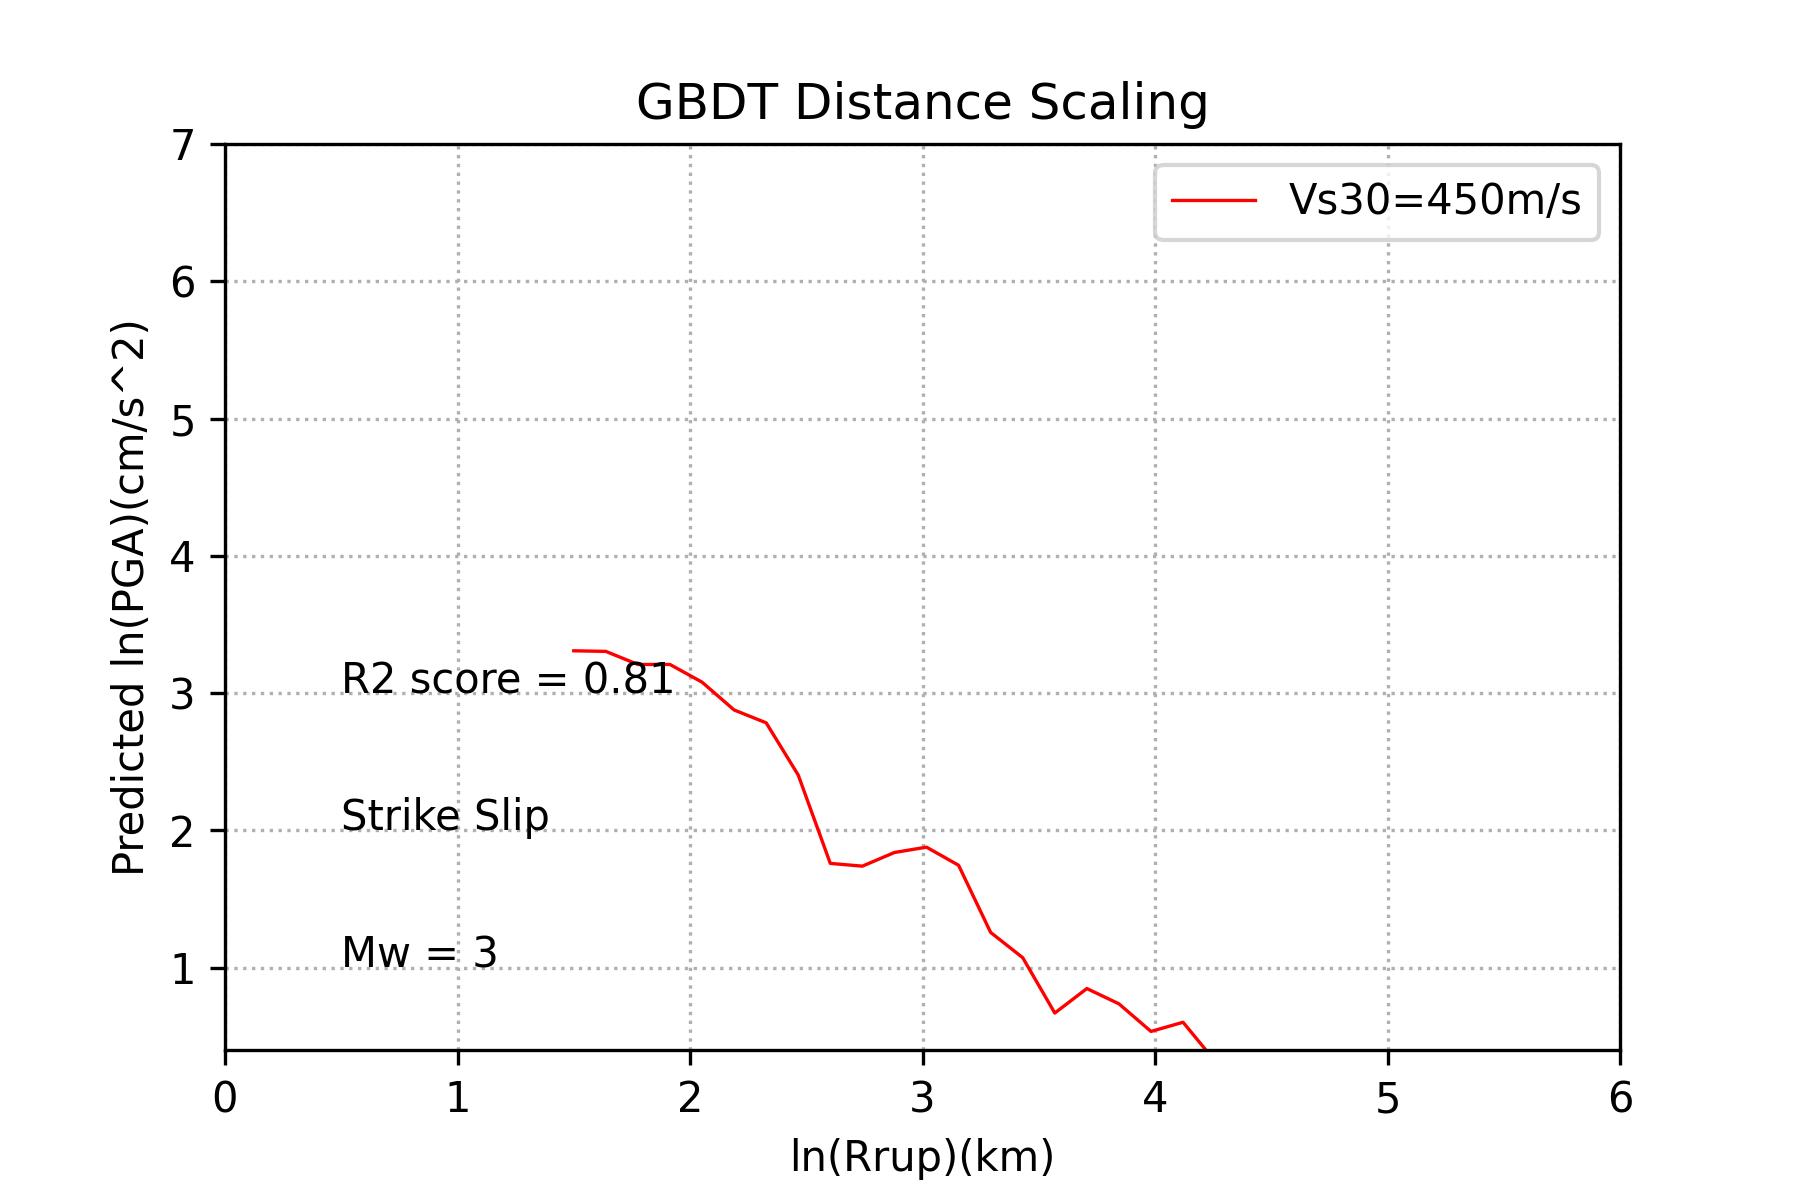 GBDT Distance Scaling
Vs30=450m/s
Predicted ln(PGA)(cm/s^2)
7
6
5
4
3
2
1
R2 score = 0.81
Strike Slip
Mw = 3
0 1 2 3 4 5 6
ln(Rrup)(km)